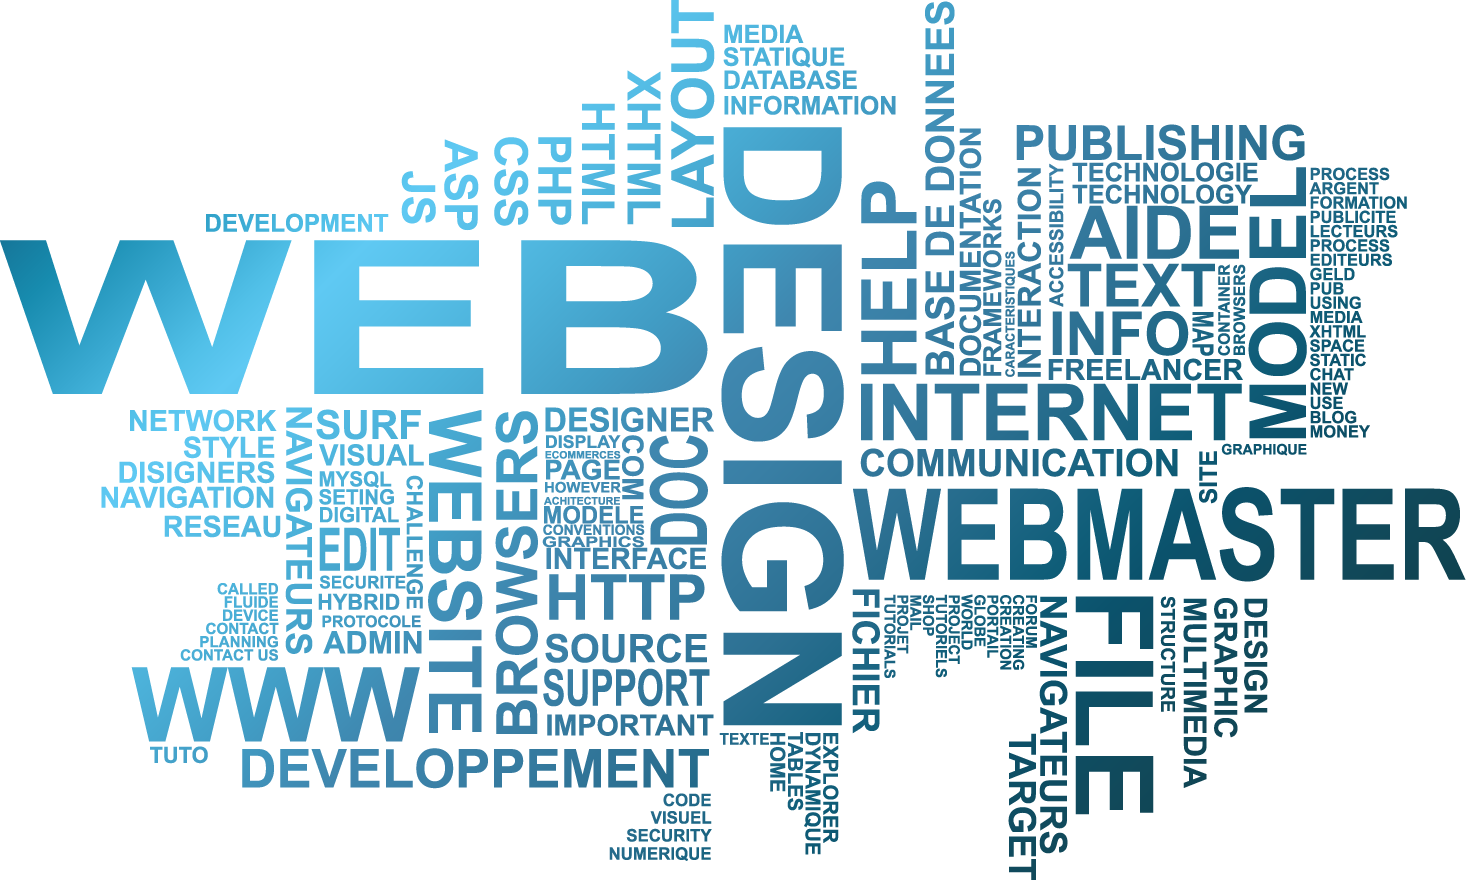 MEDIA
STATIQUE
DATABASE
INFORMATION
LAYOUT
XHTML
HTML
PHP
CSS
ASP
JS
DEVELOPMENT
WEB
DESIGN
HELP
BASE DE DONNEES
DOCUMENTATION
FRAMEWORKS
CARACTERISTIQUES
INTERACTION
ACCESSIBILITY
PUBLISHING
TECHNOLOGIE
TECHNOLOGY
AIDE
TEXT
INFO
MAP
CONTAINER
BROWSERS
FREELANCER
MODEL
PROCESS
ARGENT
FORMATION
PUBLICITE
LECTEURS
PROCESS
EDITEURS
GELD
PUB
USING
MEDIA
XHTML
SPACE
STATIC
CHAT
NEW
USE
BLOG
MONEY
INTERNET
GRAPHIQUE
COMMUNICATION
SITE
WEBMASTER
NETWORK
STYLE
DISIGNERS
NAVIGATION
RESEAU
NAVIGATEURS
CALLED
FLUIDE
DEVICE
CONTACT
PLANNING
CONTACT US
SURF
VISUAL
MYSQL
SETING
DIGITAL
CHALLENGE
EDIT
SECURITE
HYBRID
PROTOCOLE
ADMIN
WEBSITE
BROWSERS
DESIGNER
DISPLAY
ECOMMERCES
PAGE
HOWEVER
ACHITECTURE
COM
DOC
MODELE
CONVENTIONS
GRAPHICS
INTERFACE
HTTP
SOURCE
SUPPORT
IMPORTANT
WWW
TUTO
DEVELOPPEMENT
CODE
VISUEL
SECURITY
NUMERIQUE
TEXTE
HOME
TABLES
DYNAMIQUE
EXPLORER
FICHIER
TUTORIALS
PROJET
MAIL
SHOP
TUTORIELS
PROJECT
WORLD
GLOBE
PORTAIL
CREATION
CREATING
FORUM
NAVIGATEURS
TARGET
FILE
STRUCTURE
MULTIMEDIA
GRAPHIC
DESIGN